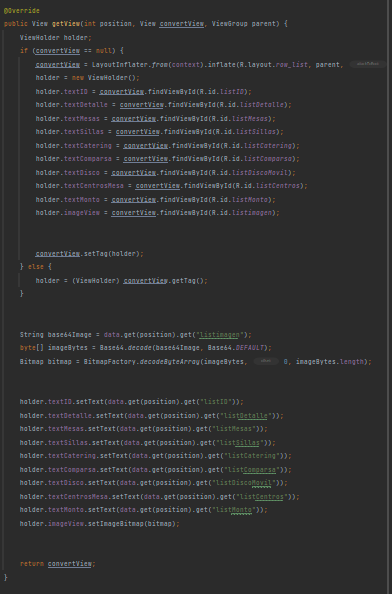 @Override
public View getView(int position, View convertView, ViewGroup parent) {
ViewHolder holder;
if (convertView == null) {
convertView = LayoutInflater.from(context).inflate(R.layout.row_list, parent,
holder = new ViewHolder();
holder.textID = convertView.findViewById(R.id.listID);
holder.textDetalle = convertView.findViewById(R.id.listDetalle);
holder.textMesas = convertView.findViewById(R.id.listMesas);
holder.textSillas = convertView.findViewById(R.id.listSillas);
holder.textCatering = convertView.findViewById(R.id.listCatering);
holder.textComparsa = convertView.findViewById(R.id.listComparsa);
holder.textDisco = convertView.findViewById(R.id.listDiscoMovil);
holder.textCentrosMesa = convertView.findViewById(R.id.listCentros);
holder.textMonto = convertView.findViewById(R.id.listMonto);
holder.imageView = convertView.findViewById(R.id.listimagen);
convertView.setTag(holder);
} else {
holder = (ViewHolder) convertView.getTag();
}
String base64Image = data.get(position).get("listimagen");
byte[] imageBytes = Base64.decode(base64Image, Base64.DEFAULT);
Bitmap bitmap = BitmapFactory.decodeByteArray(imageBytes, 0, imageBytes.length);
holder.textID.setText(data.get(position).get("listID"));
holder.textDetalle.setText(data.get(position).get("listDetalle"));
holder.textMesas.setText(data.get(position).get("listMesas"));
holder.textSillas.setText(data.get(position).get("listSillas"));
holder.textCatering.setText(data.get(position).get("listCatering"));
holder.textComparsa.setText(data.get(position).get("listComparsa"));
holder.textDisco.setText(data.get(position).get("listDiscoMovil"));
holder.textCentrosMesa.setText(data.get(position).get("listCentros"));
holder.textMonto.setText(data.get(position).get("listMonto"));
holder.imageView.setImageBitmap(bitmap);
return convertView;
}